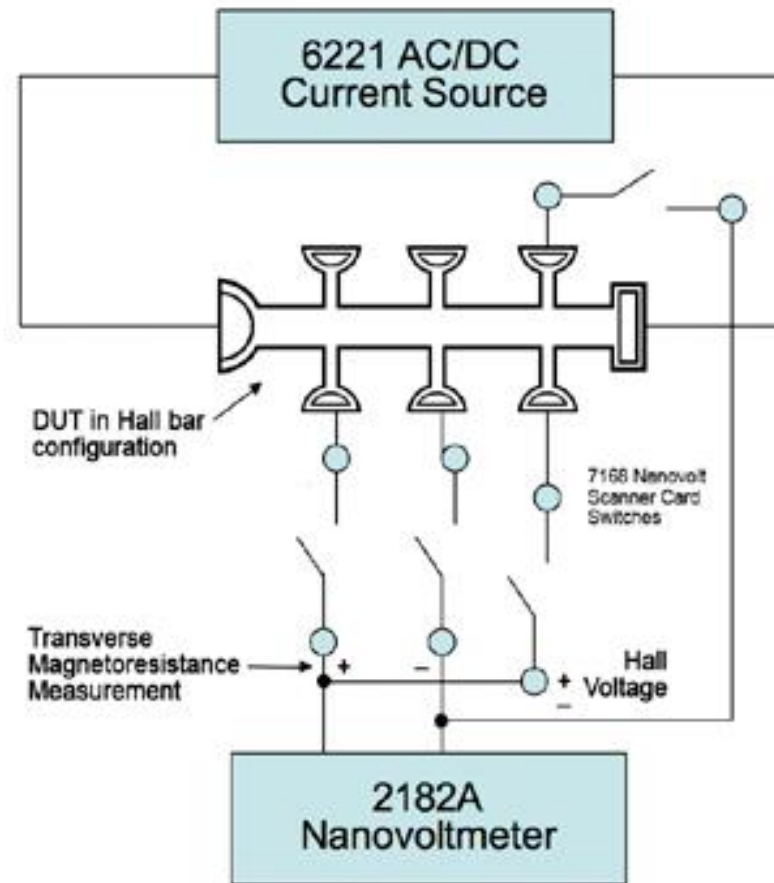 6221 AC/DC
Current Source
DUT in Hall bar
configuration
7168 Nanovolt
Scanner Card
Switches
Transverse
Magnetoresistance
Measurement
+
–
+
–
Hall
Voltage
2182A
Nanovoltmeter